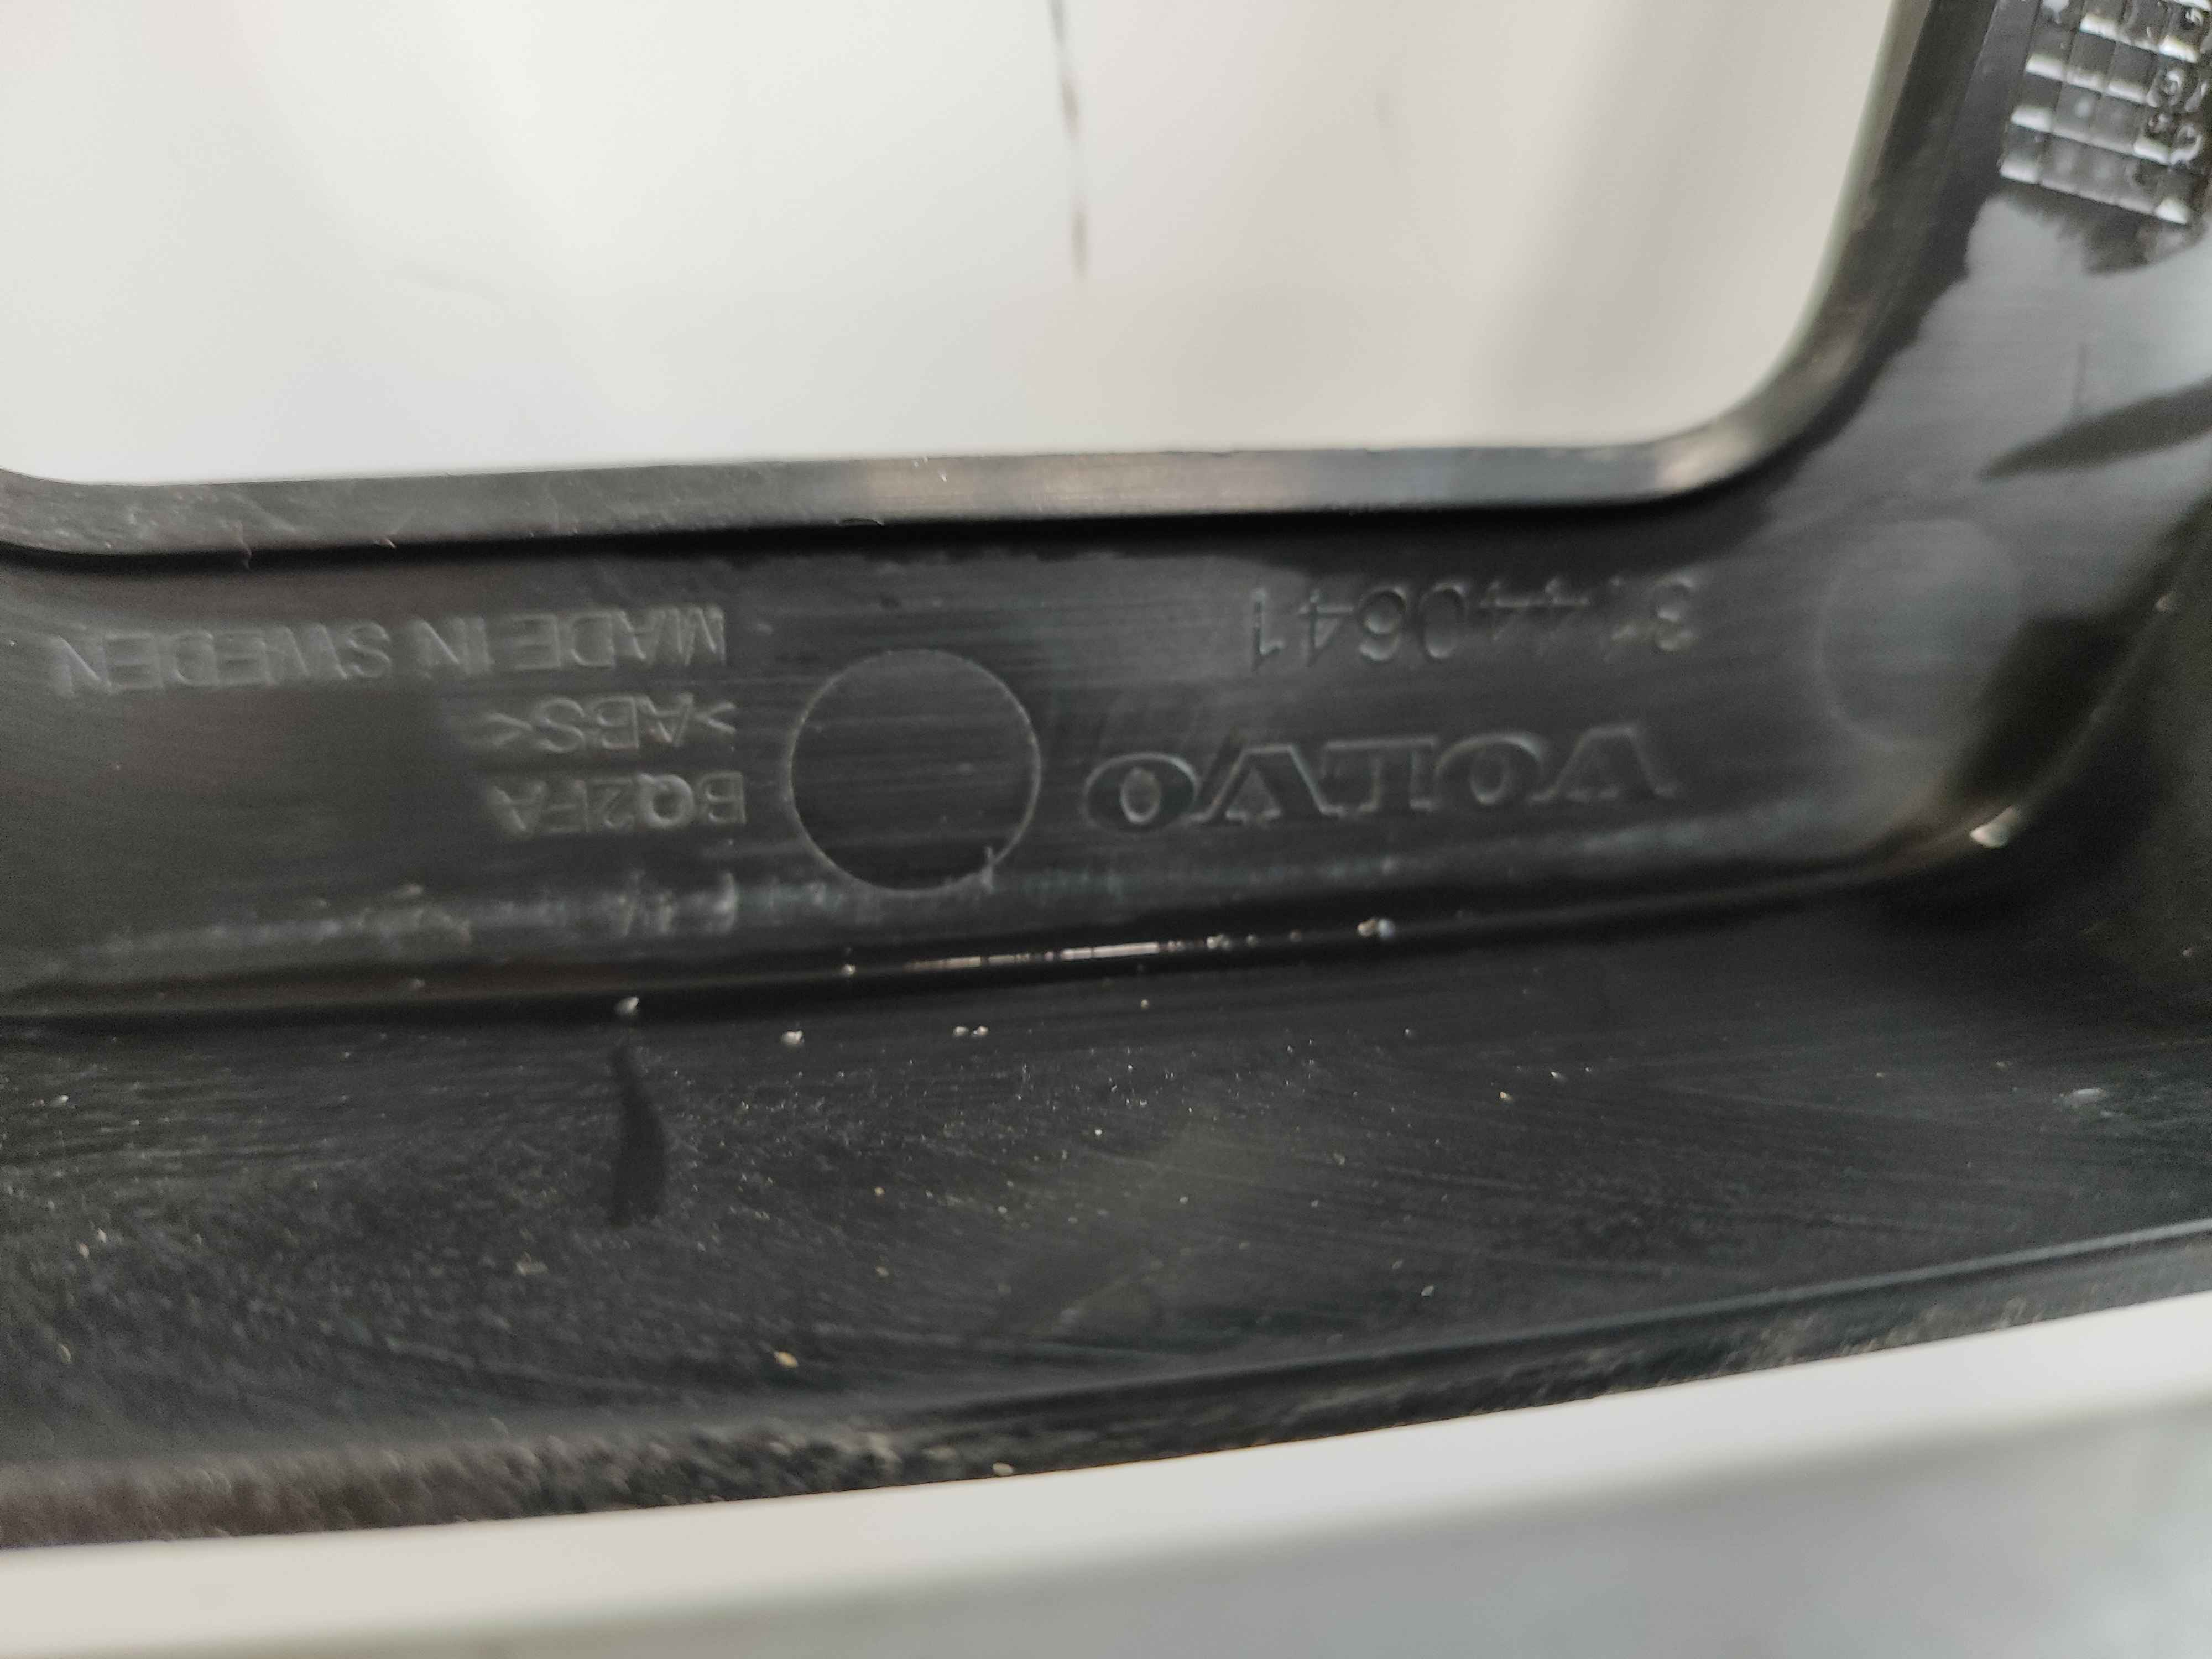 VOLVO
31440641
BQ2FA
>ABS<
MADE IN SWEDEN